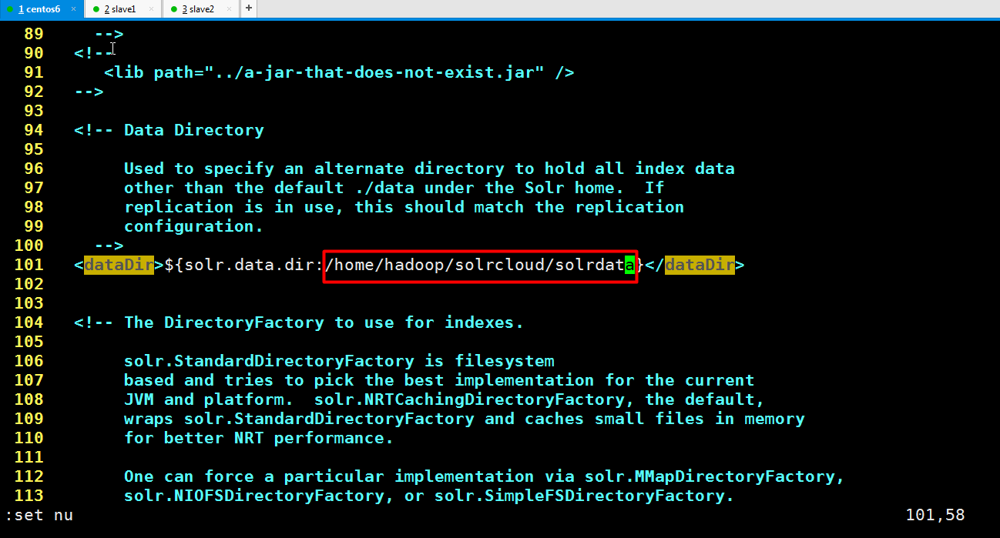 1 centos6 × 2 slave1 × 3 slave2 × +
89 -->
90 <!--
91 <lib path="../a-jar-that-does-not-exist.jar" />
92 -->
93
94 <!-- Data Directory
95
96 Used to specify an alternate directory to hold all index data
97 other than the default ./data under the Solr home.  If
98 replication is in use, this should match the replication
99 configuration.
100 -->
101 <dataDir>${solr.data.dir:/home/hadoop/solrcloud/solrdata}</dataDir>
102
103
104 <!-- The DirectoryFactory to use for indexes.
105
106 solr.StandardDirectoryFactory is filesystem
107 based and tries to pick the best implementation for the current
108 JVM and platform.  solr.NRTCachingDirectoryFactory, the default,
109 wraps solr.StandardDirectoryFactory and caches small files in memory
110 for better NRT performance.
111
112 One can force a particular implementation via solr.MMapDirectoryFactory,
113 solr.NIOFSDirectoryFactory, or solr.SimpleFSDirectoryFactory.
:set nu 101,58